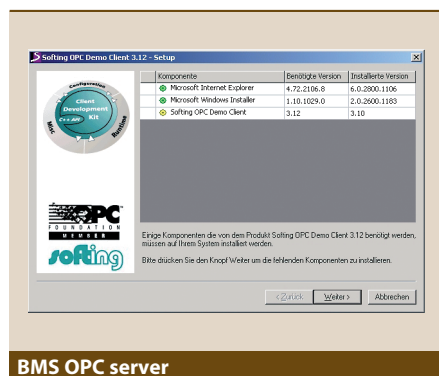 Softing OPC Demo Client 3.12 - Setup
Komponente Benötigte Version Installierte Version
Microsoft Internet Explorer 4.72.2106.8 6.0.2800.1106
Microsoft Windows Installer 1.10.1029.0 2.0.2600.1183
Softing OPC Demo Client 3.12 3.10
Configuration
Client
Development
Kit
C++ API
Misc
Runtime
OPC
FOUNDATION
MEMBER
softing
Einige Komponenten die von dem Produkt Softing OPC Demo Client 3.12 benötigt werden,
müssen auf Ihrem System installiert werden.
Bitte drücken Sie den Knopf Weiter um die fehlenden Komponenten zu installieren.
< Zurück Weiter > Abbrechen
BMS OPC server